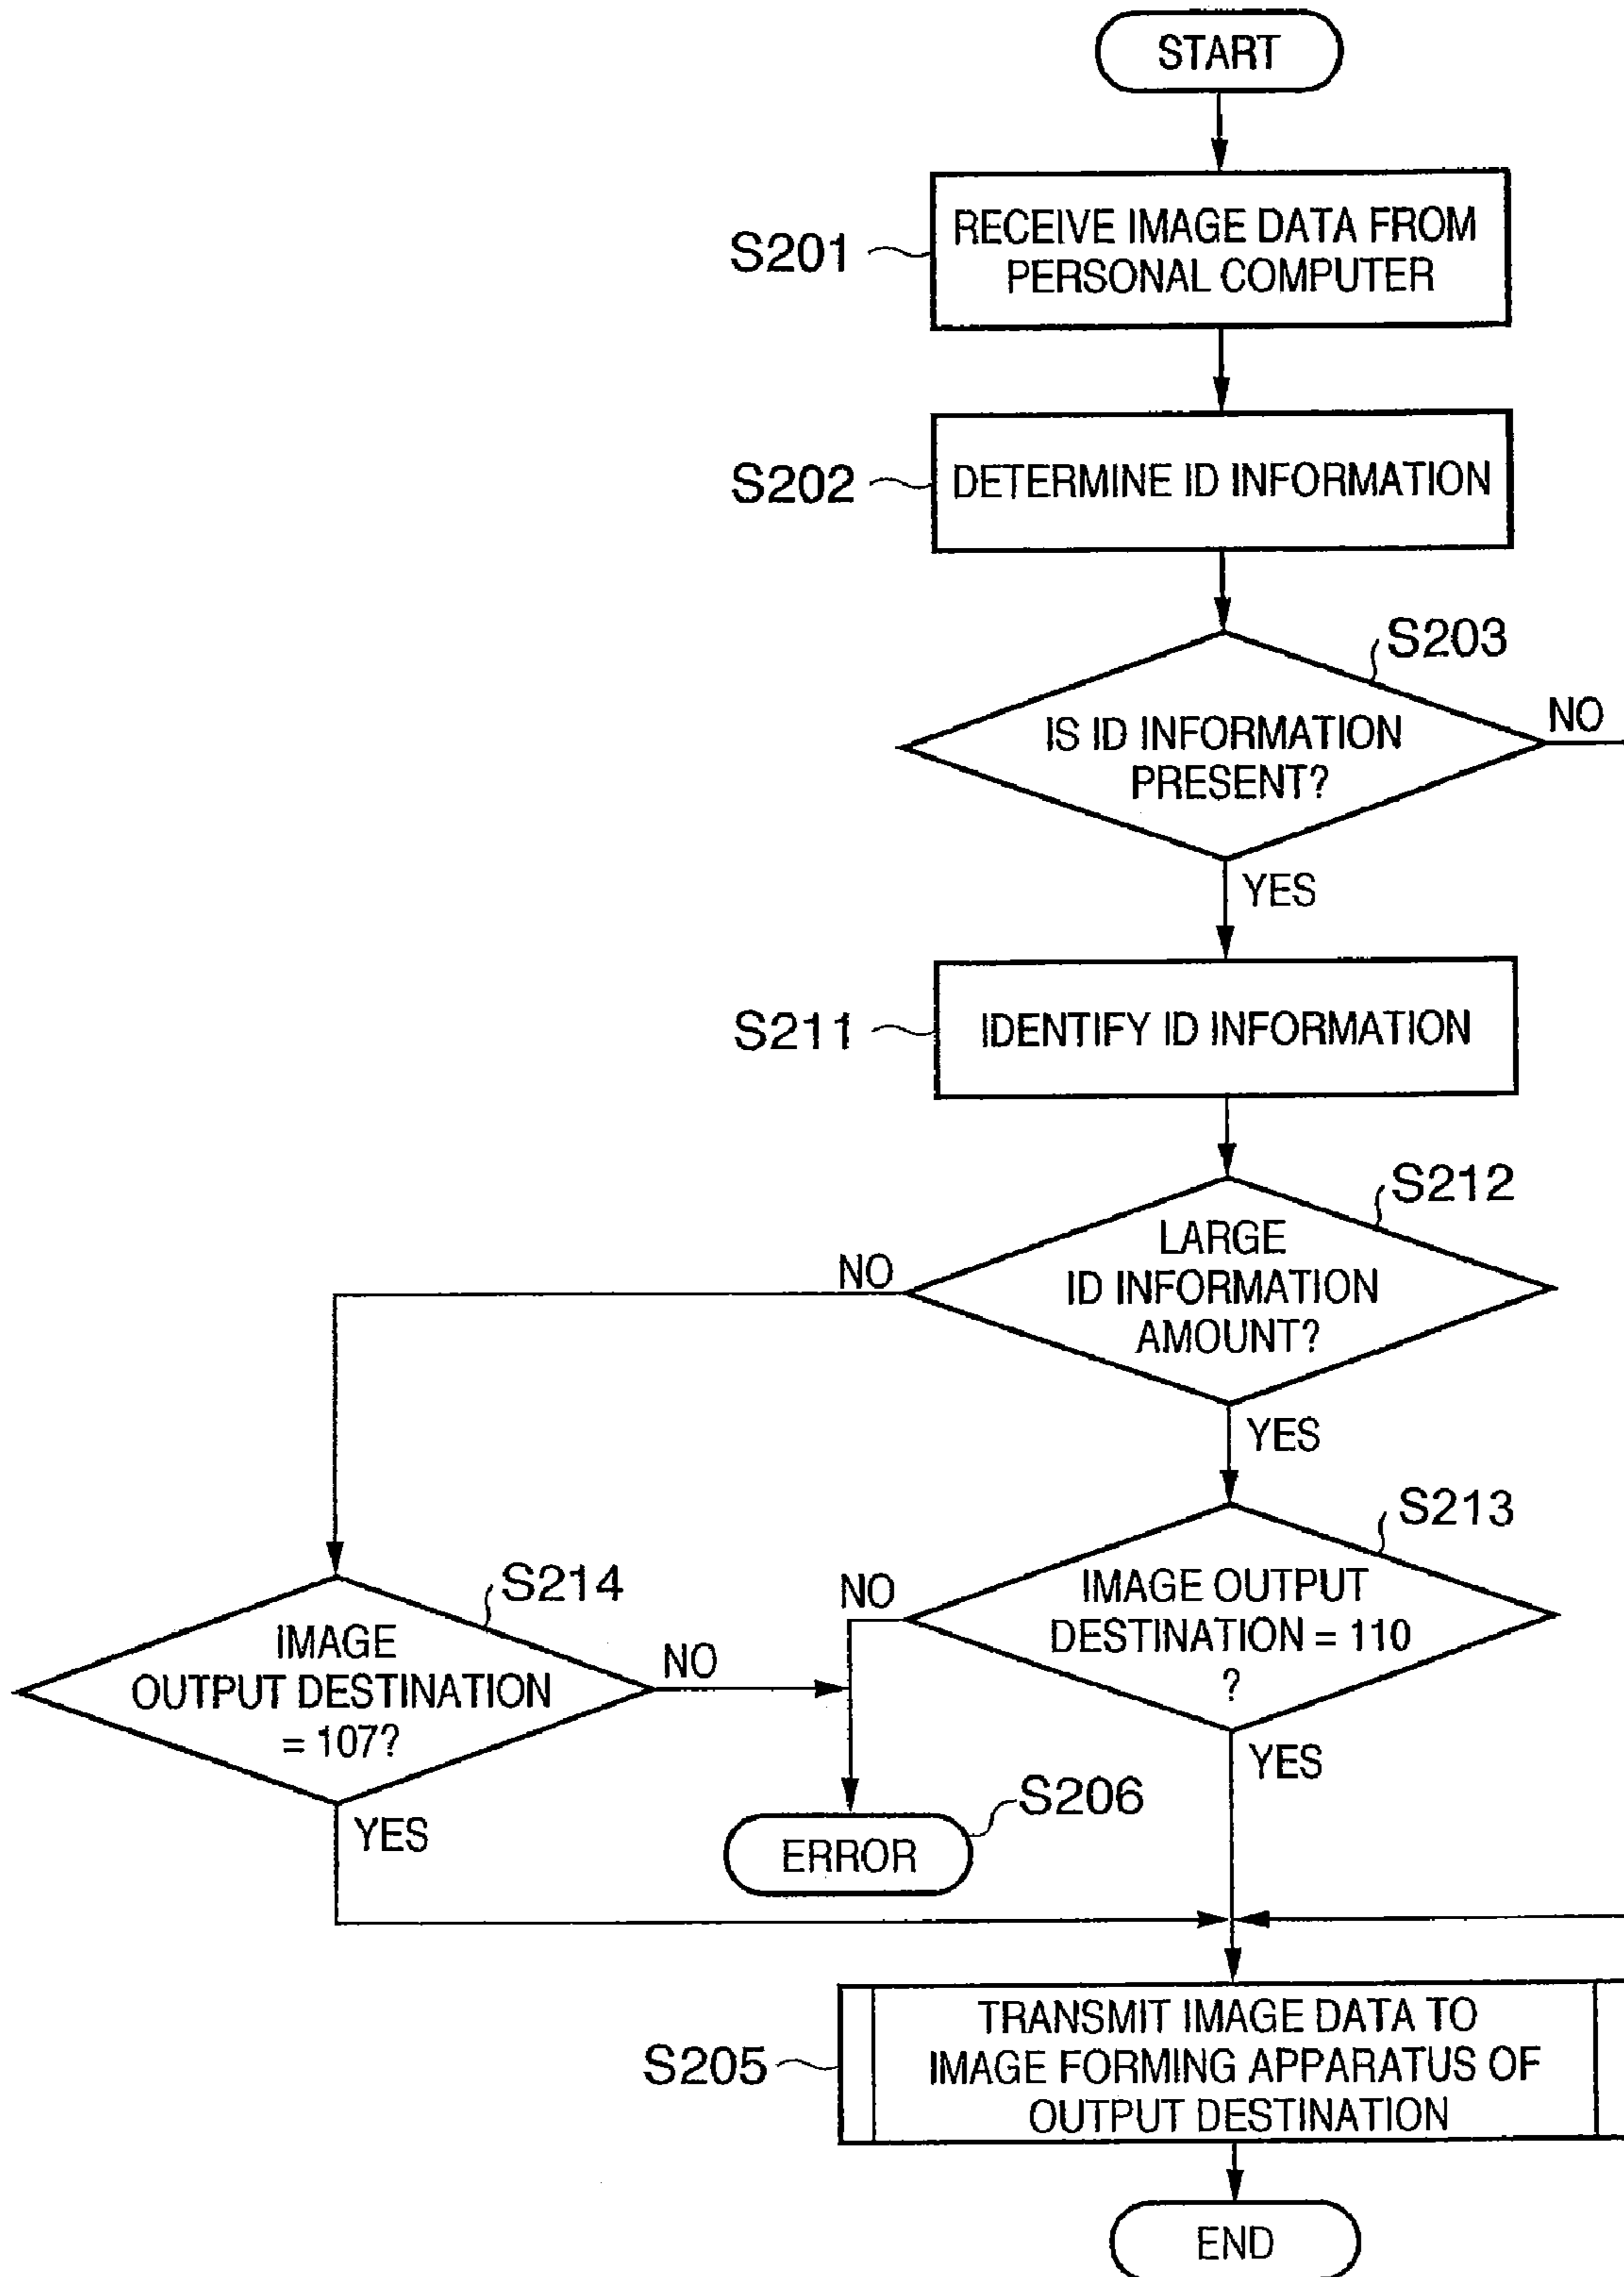 START
S201
RECEIVE IMAGE DATA FROM
PERSONAL COMPUTER
S202
DETERMINE ID INFORMATION
S203
IS ID INFORMATION
PRESENT?
NO
YES
S211
IDENTIFY ID INFORMATION
S212
LARGE
ID INFORMATION
AMOUNT?
NO
YES
S213
IMAGE OUTPUT
DESTINATION = 110
?
NO
YES
S214
IMAGE
OUTPUT DESTINATION
= 107?
NO
YES
S206
ERROR
S205
TRANSMIT IMAGE DATA TO
IMAGE FORMING APPARATUS OF
OUTPUT DESTINATION
END